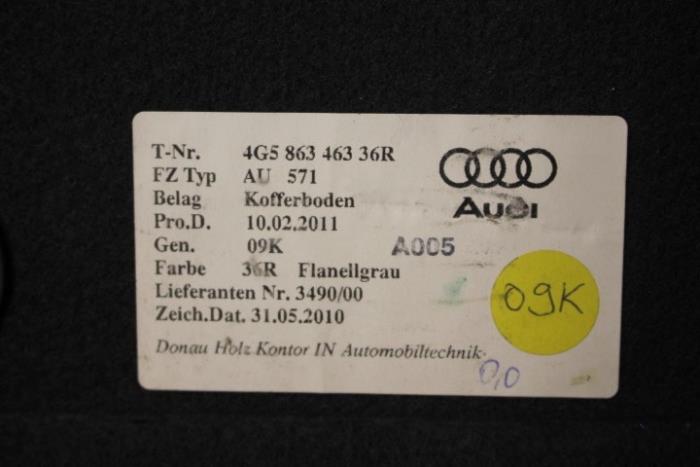 T-Nr. 4G5 863 463 36R
FZ Typ AU 571
Belag Kofferboden
Audi
Pro.D. 10.02.2011
Gen. 09K A005
Farbe 36R Flanellgrau
09K
Lieferanten Nr. 3490/00
Zeich.Dat. 31.05.2010
Donau Holz Kontor IN Automobiltechnik
0,0